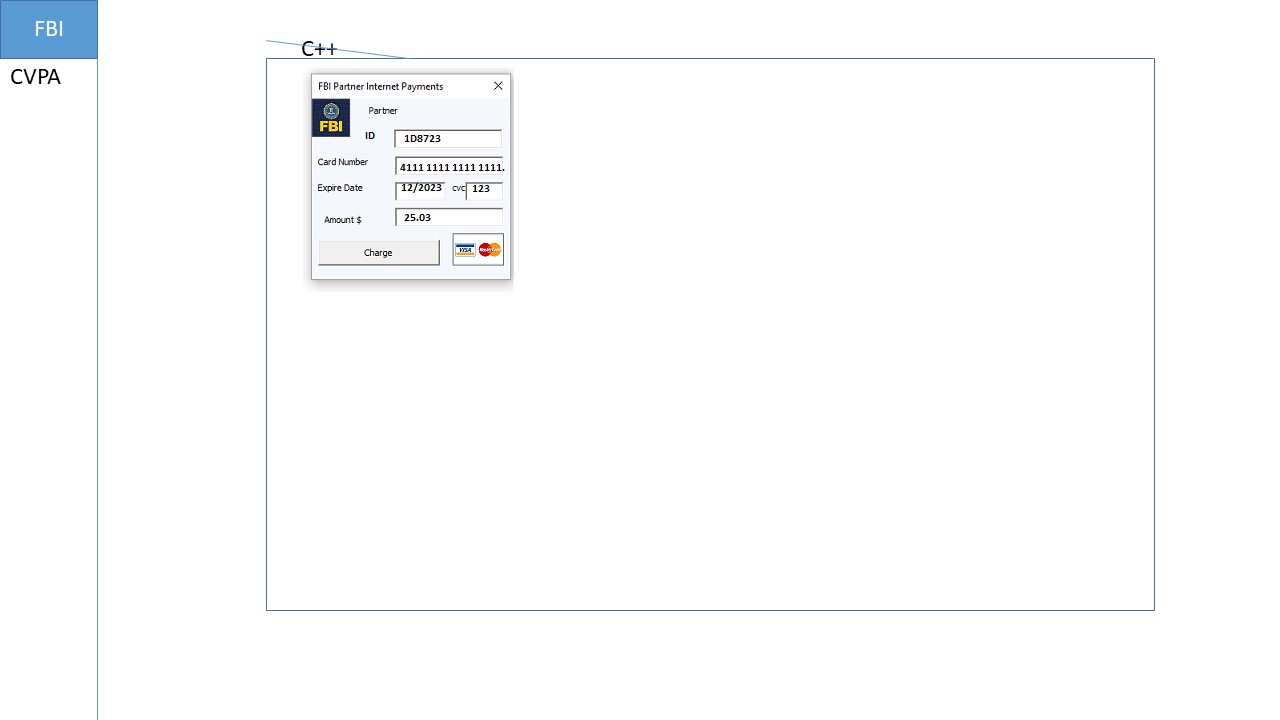 FBI
CVPA
C++
FBI Partner Internet Payments
FBI
Partner
ID 1D8723
Card Number 4111 1111 1111 1111.
Expire Date 12/2023 CVC 123
Amount $ 25.03
Charge VISA MasterCard